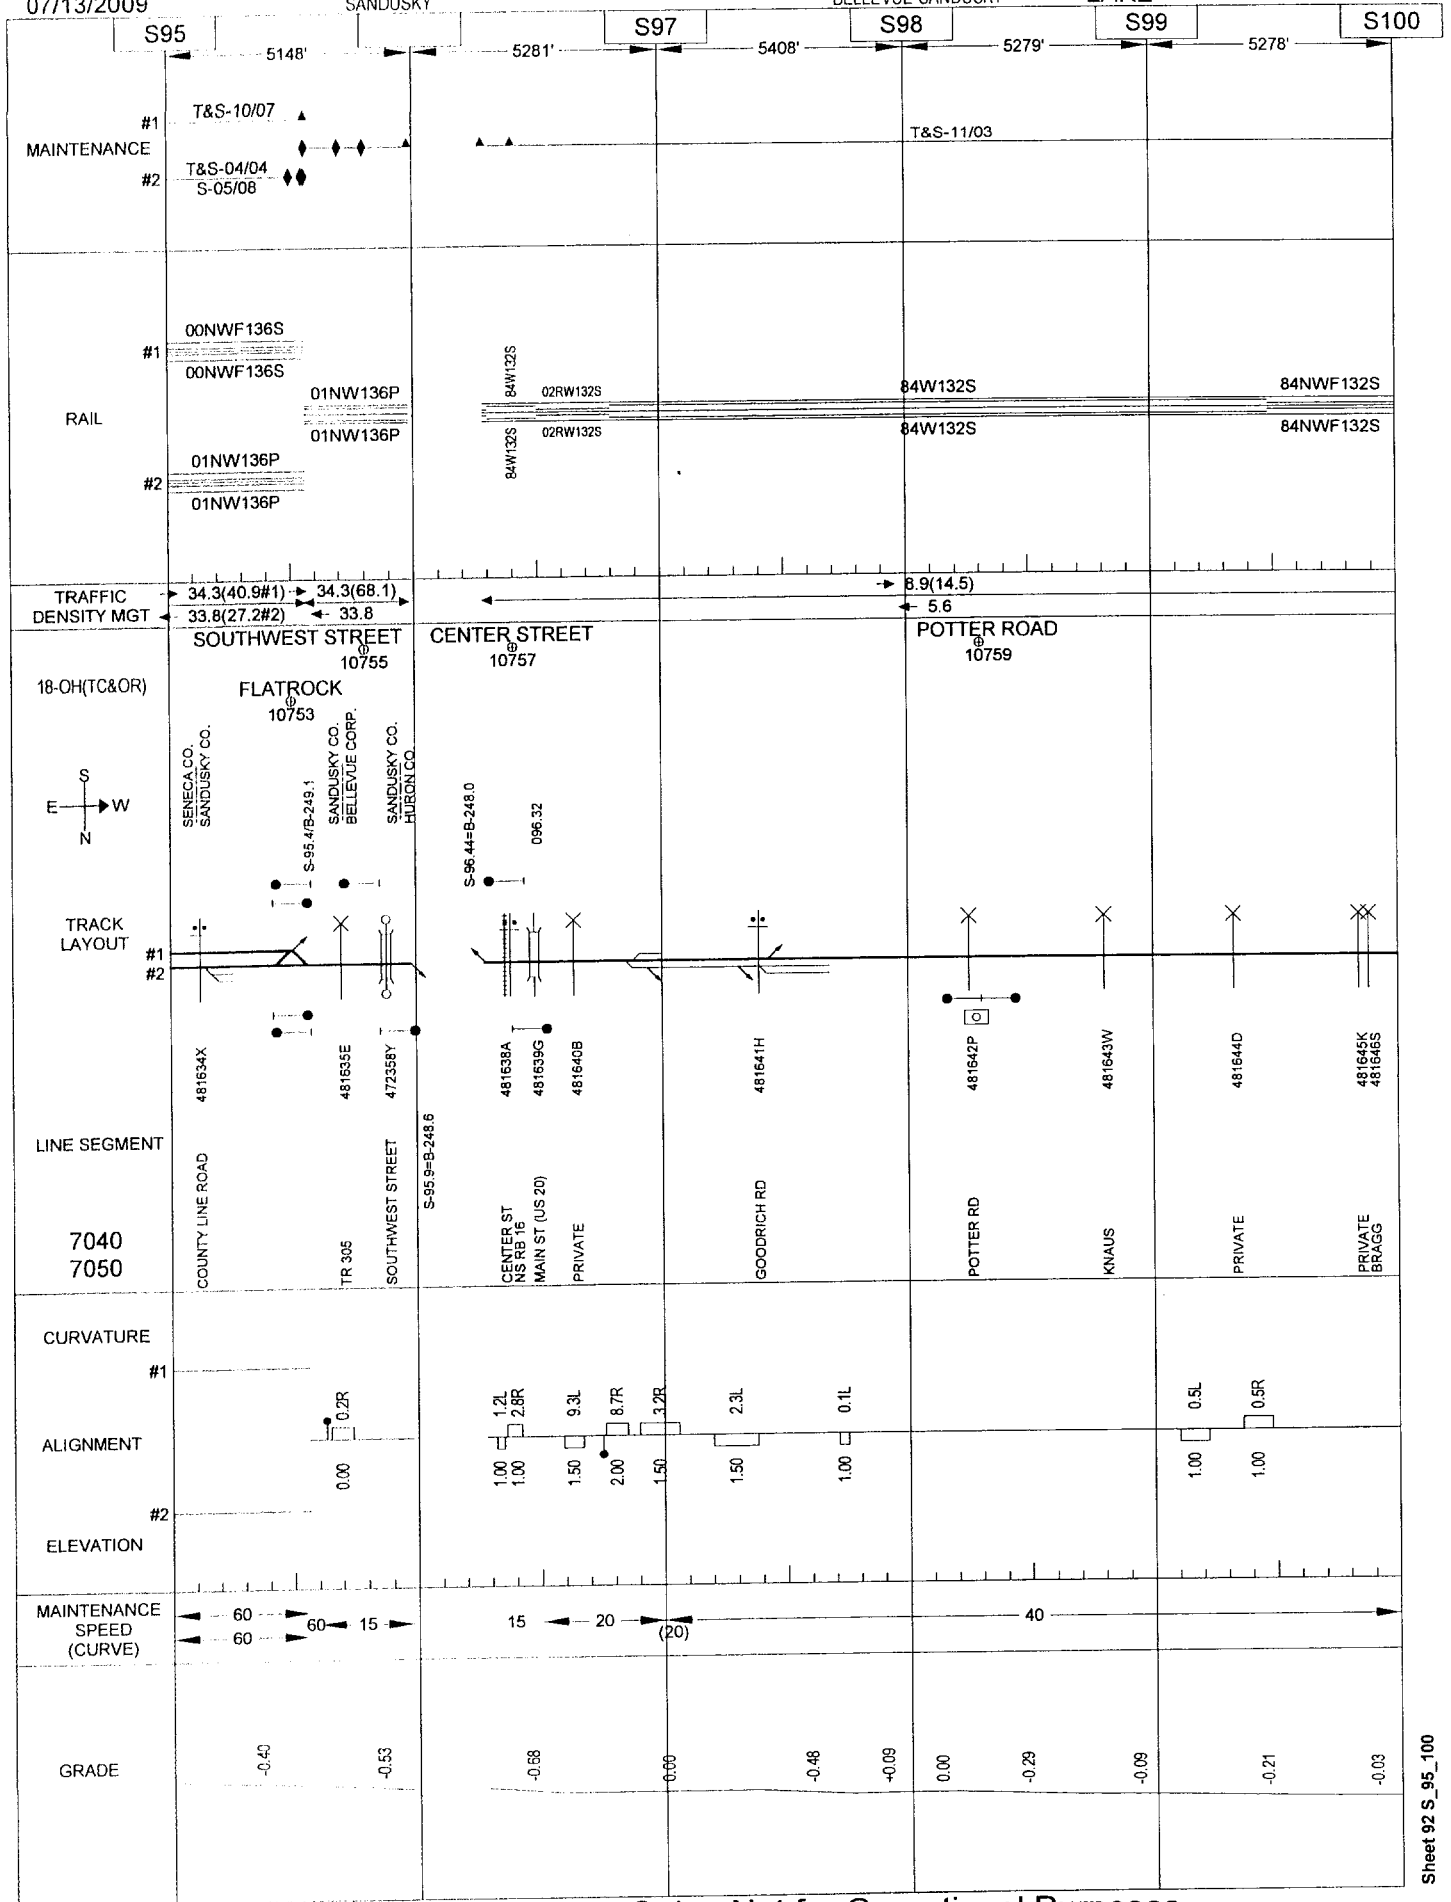 07/13/2009 SANDUSKY
S95 S97 S98 S99 S100
5148' 5281' 5408' 5279' 5278'
#1 T&S-10/07
MAINTENANCE T&S-11/03
#2 T&S-04/04
S-05/08
00NWF136S
#1
00NWF136S
RAIL
01NW136P
01NW136P
84W132S
84W132S
02RW132S
02RW132S
84W132S
84W132S
84NWF132S
84NWF132S
01NW136P
#2
01NW136P
TRAFFIC 34.3(40.9#1) 34.3(68.1) 8.9(14.5)
DENSITY MGT 33.8(27.2#2) 33.8 5.6
SOUTHWEST STREET CENTER STREET POTTER ROAD
10755 10757 10759
18-OH(TC&OR) FLATROCK
10753
S
E W
N
SENECA CO.
SANDUSKY CO.
S-95.4/B-249.1
SANDUSKY CO.
BELLEVUE CORP.
SANDUSKY CO.
HURON CO.
S-96.44=B-248.0
096.32
TRACK
LAYOUT
#1
#2
481634X
481635E
472358Y
481638A
481639G
481640B
481641H
481642P
481643W
481644D
481645K
481646S
LINE SEGMENT
7040
7050
S-95.9=B-248.6
COUNTY LINE ROAD
TR 305
SOUTHWEST STREET
CENTER ST
NS RB 16
MAIN ST (US 20)
PRIVATE
GOODRICH RD
POTTER RD
KNAUS
PRIVATE
PRIVATE
BRAGG
CURVATURE
#1
0.2R 1.2L 2.8R 9.3L 8.7R 3.2R 2.3L 0.1L 0.5L 0.5R
ALIGNMENT
0.00 1.00 1.00 1.50 2.00 1.50 1.50 1.00 1.00 1.00
#2
ELEVATION
MAINTENANCE
SPEED
(CURVE)
60
60
60 15 15 20 (20) 40
GRADE
-0.40 -0.53 -0.68 0.00 -0.48 +0.09 0.00 -0.29 -0.09 -0.21 -0.03
Sheet 92 S_95_100